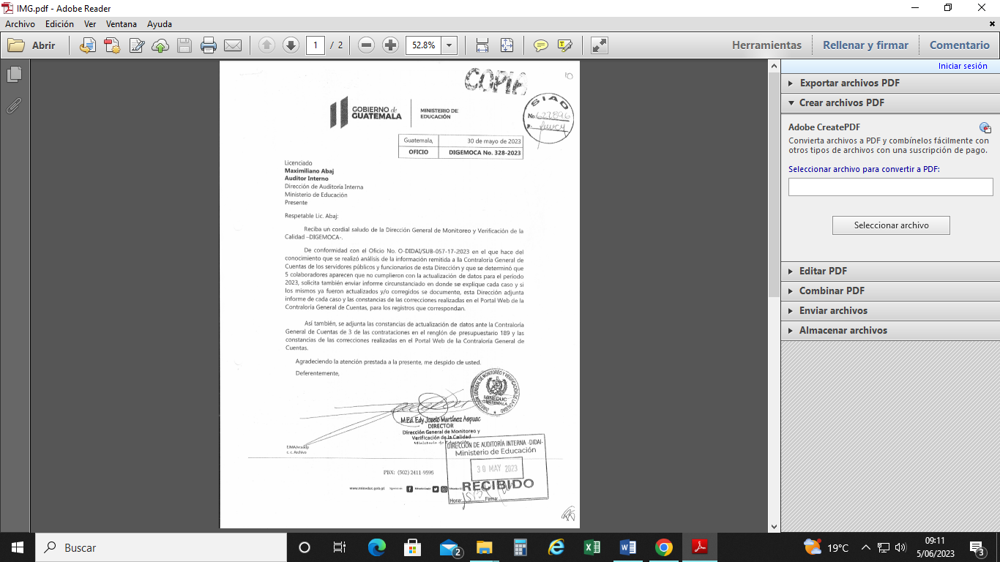 IMG.pdf - Adobe Reader
Archivo Edición Ver Ventana Ayuda
Abrir 1 / 2 52.8% Herramientas Rellenar y firmar Comentario
Iniciar sesión
Exportar archivos PDF
Crear archivos PDF
Adobe CreatePDF
Convierta archivos a PDF y combínelos fácilmente con
otros tipos de archivos con una suscripción de pago.
Seleccionar archivo para convertir a PDF:
Seleccionar archivo
Editar PDF
Combinar PDF
Enviar archivos
Almacenar archivos
COPIA
10
GOBIERNO de
GUATEMALA
MINISTERIO DE
EDUCACIÓN
SIAD
No. 627896
F:
Guatemala, 30 de mayo de 2023
OFICIO DIGEMOCA No. 328-2023
Licenciado
Maximiliano Abaj
Auditor Interno
Dirección de Auditoría Interna
Ministerio de Educación
Presente
Respetable Lic. Abaj:
Reciba un cordial saludo de la Dirección General de Monitoreo y Verificación de la
Calidad –DIGEMOCA-.
De conformidad con el Oficio No. O-DIDAI/SUB-057-17-2023 en el que hace del
conocimiento que se realizó análisis de la información remitida a la Contraloría General de
Cuentas de los servidores públicos y funcionarios de esta Dirección y que se determinó que
5 colaboradores aparecen que no cumplieron con la actualización de datos para el período
2023, solicita también enviar informe circunstanciado en donde se explique cada caso y si
los mismos ya fueron actualizados y/o corregidos se documente, esta Dirección adjunta
informe de cada caso y las constancias de las correcciones realizadas en el Portal Web de la
Contraloría General de Cuentas, para los registros que correspondan.
Así también, se adjunta las constancias de actualización de datos ante la Contraloría
General de Cuentas de 3 de las contrataciones en el renglón de presupuestario 189 y las
constancias de las correcciones realizadas en el Portal Web de la Contraloría General de
Cuentas.
Agradeciendo la atención prestada a la presente, me despido de usted.
Deferentemente,
DIRECCIÓN GENERAL DE MONITOREO Y VERIFICACIÓN DE LA CALIDAD
MINEDUC
GUATEMALA
M.Ed. Edy Joselo Martínez Aspuac
DIRECTOR
Dirección General de Monitoreo y
Verificación de la Calidad
Ministerio de Educación
c. c. Archivo
DIRECCIÓN DE AUDITORÍA INTERNA -DIDAI-
Ministerio de Educación
30 MAY 2023
RECIBIDO
Hora: Firma:
PBX: (502) 2411-9595
www.mineduc.gob.gt
Buscar
2
19°C
09:11
5/06/2023
3